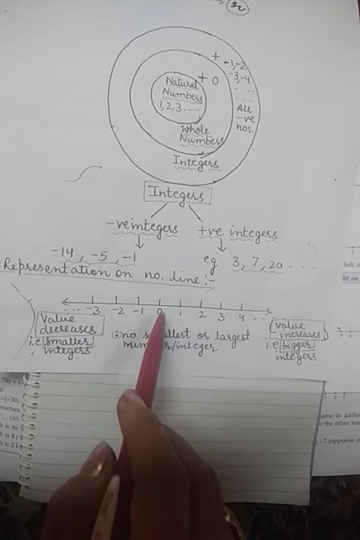 + -1, -2
-3, -4
.....
....
All
-ve
nos.
+ 0
Natural
Numbers
1, 2, 3 .....
Whole
Numbers
Integers
Integers
-ve integers +ve integers
-14, -5, -1 eg 3, 7, 20 ....
Representation on no. line :-
.... -3 -2 -1 0 1 2 3 4 ....
Value
decreases
i.e smaller
integers
no smallest or largest
number/integer
Value
increases
i.e bigger
integers